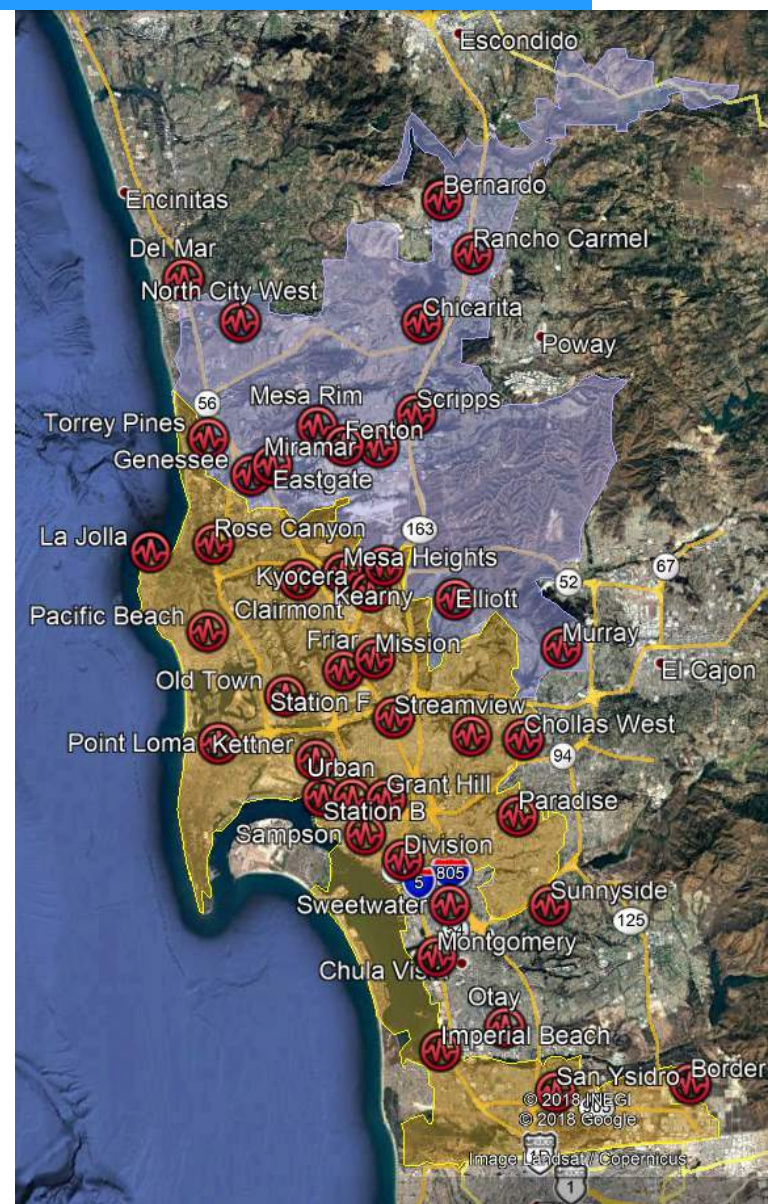 Escondido
Bernardo
Encinitas
Rancho Carmel
Del Mar
North City West
Chicarita
Poway
56
Mesa Rim
Scripps
Torrey Pines
Fenton
Miramar
Genessee
Eastgate
Rose Canyon
163
La Jolla
Mesa Heights
67
Kyocera
52
Kearny
Elliott
Clairmont
Pacific Beach
Friar
Mission
Murray
El Cajon
Old Town
Station F
Streamview
Chollas West
Point Loma
Kettner
94
Urban
Grant Hill
Paradise
Station B
Sampson
Division
5
805
Sunnyside
Sweetwater
125
Montgomery
Chula Vis
Otay
Imperial Beach
Border
San Ysidro
© 2018 INEGI
905
© 2018 Google
Image Landsat / Copernicus
1